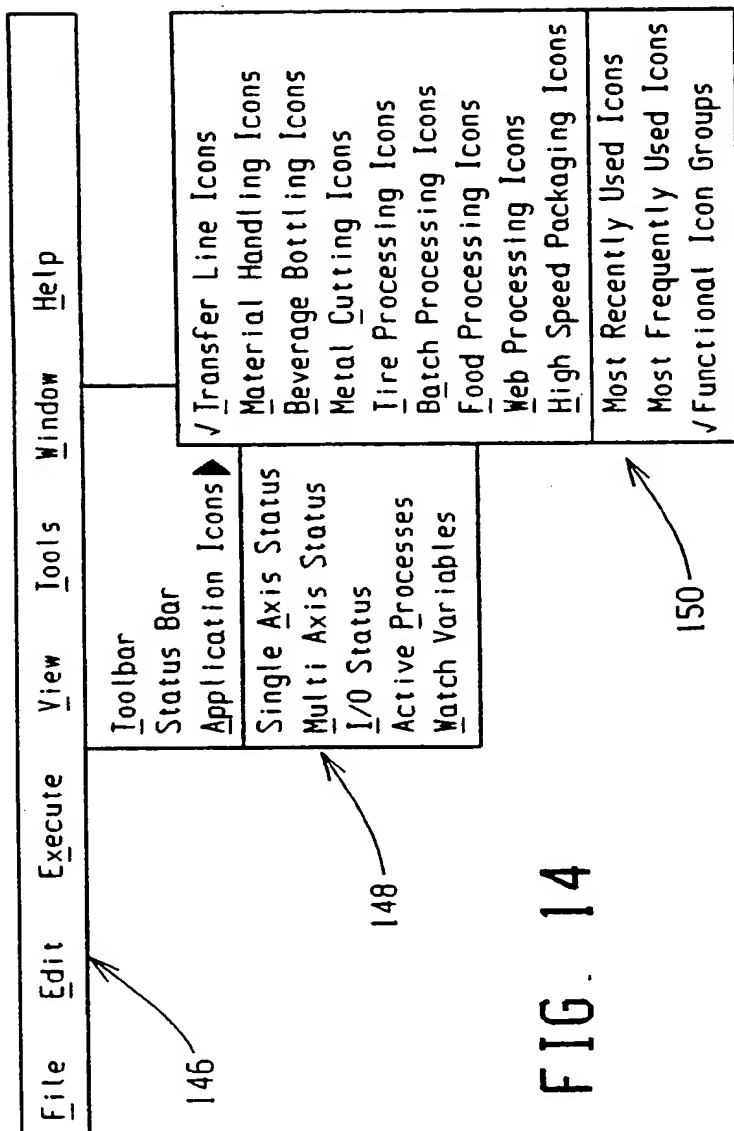 File Edit Execute View Tools Window Help
Toolbar
Status Bar
Application Icons
Single Axis Status
Multi Axis Status
I/O Status
Active Processes
Watch Variables
√Transfer Line Icons
Material Handling Icons
Beverage Bottling Icons
Metal Cutting Icons
Tire Processing Icons
Batch Processing Icons
Food Processing Icons
Web Processing Icons
High Speed Packaging Icons
Most Recently Used Icons
Most Frequently Used Icons
√Functional Icon Groups
146
148
150
FIG. 14